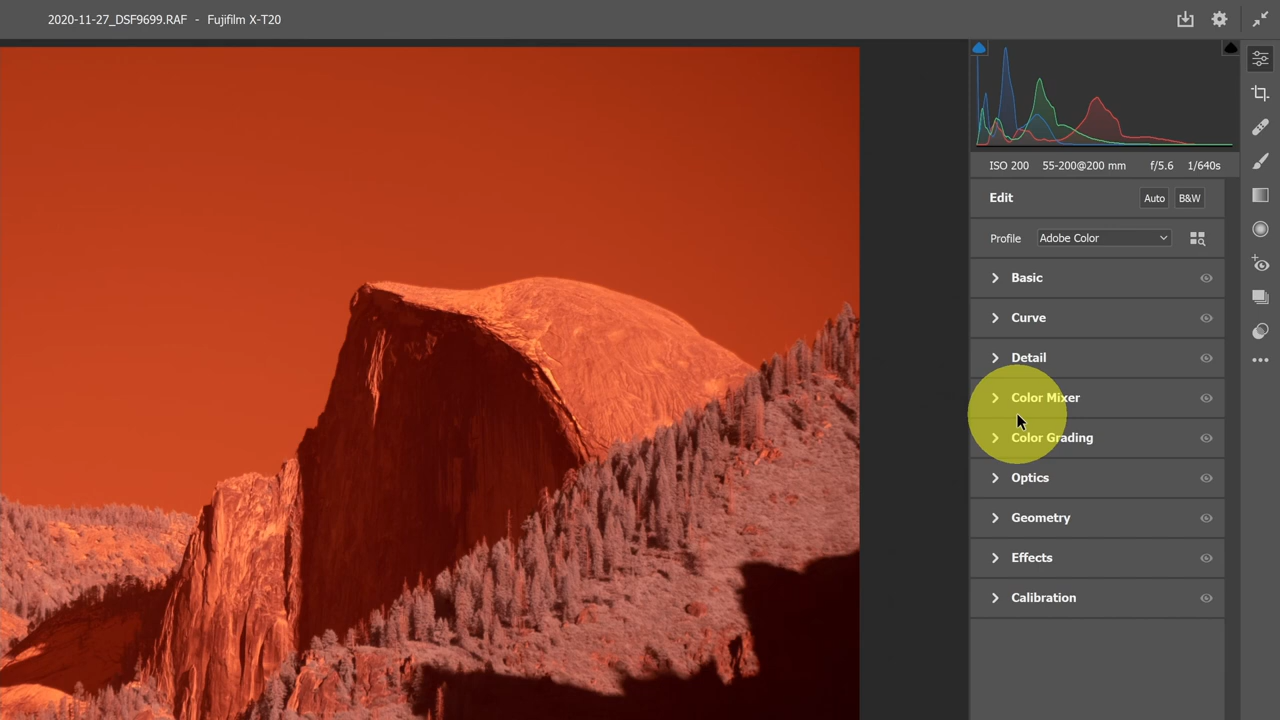 2020-11-27_DSF9699.RAF - Fujifilm X-T20
ISO 200 55-200@200 mm f/5.6 1/640s
Edit Auto B&W
Profile Adobe Color
Basic
Curve
Detail
Color Mixer
Color Grading
Optics
Geometry
Effects
Calibration